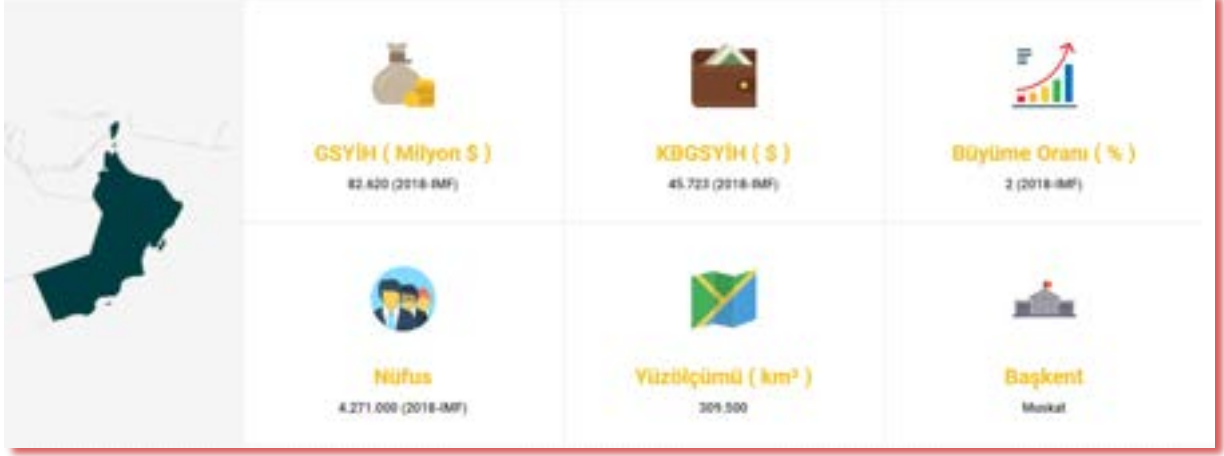 GSYİH ( Milyon $ )
82.620 (2018-IMF)
KBGSYİH ( $ )
45.723 (2018-IMF)
Büyüme Oranı ( % )
2 (2018-IMF)
Nüfus
4.271.000 (2018-IMF)
Yüzölçümü ( km² )
309.500
Başkent
Muskat